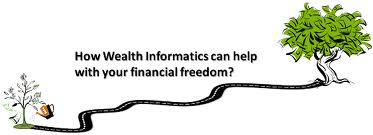 How Wealth Informatics can help
with your financial freedom?